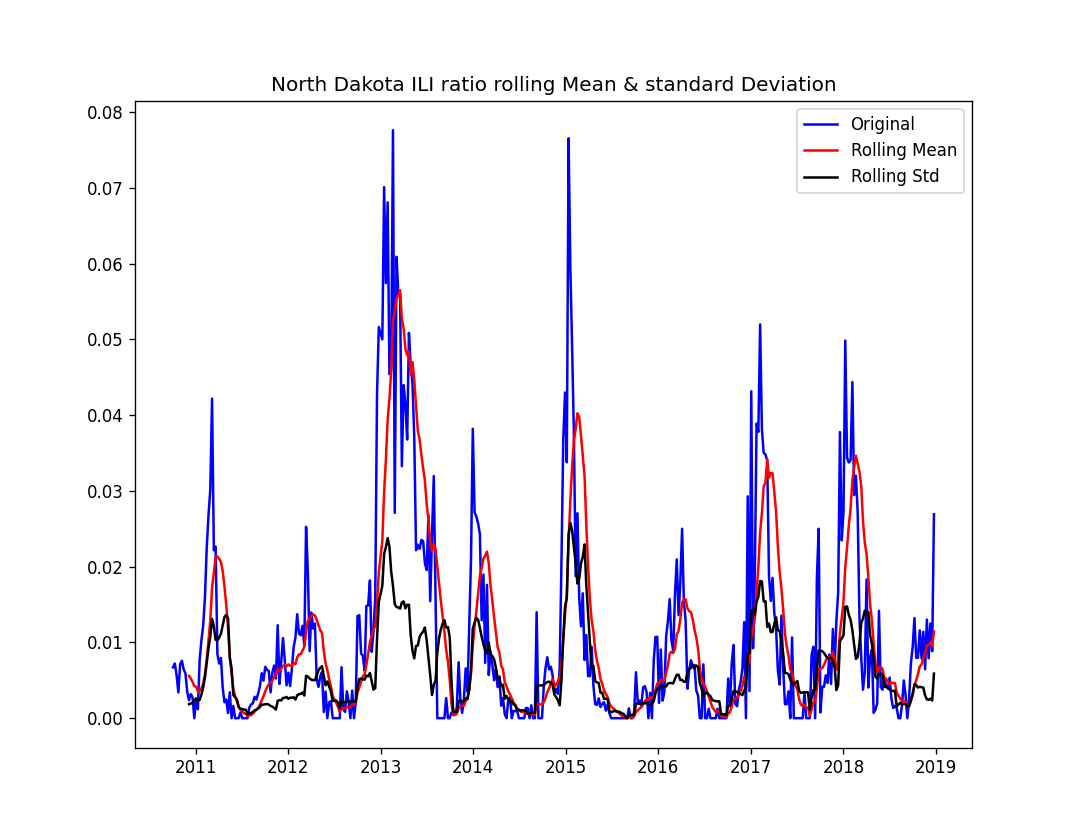 North Dakota ILI ratio rolling Mean & standard Deviation
0.08
0.07
0.06
0.05
0.04
0.03
0.02
0.01
0.00
Original
Rolling Mean
Rolling Std
2011 2012 2013 2014 2015 2016 2017 2018 2019